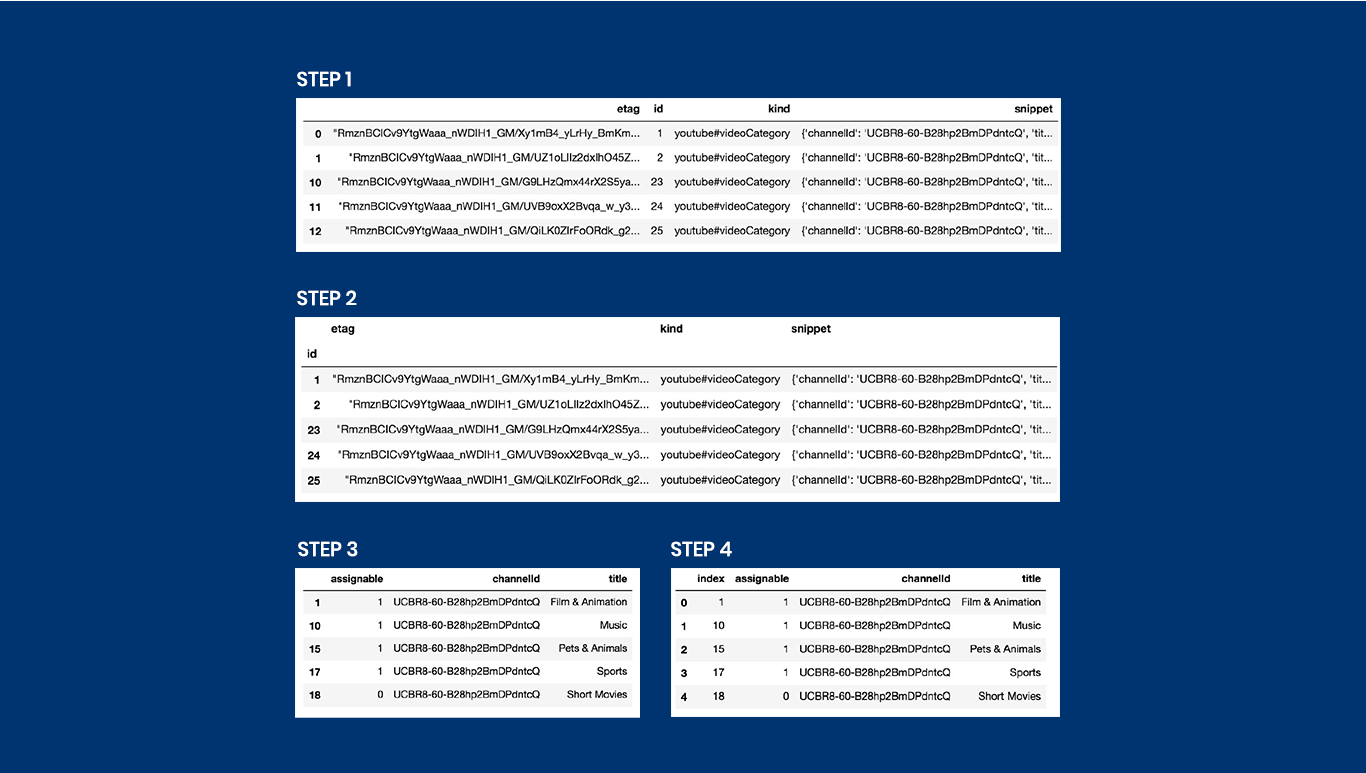 STEP 1
etag id kind snippet
0 "RmznBCICv9YtgWaaa_nWDIH1_GM/Xy1mB4_yLrHy_BmKm... 1 youtube#videoCategory {'channelId': 'UCBR8-60-B28hp2BmDPdntcQ', 'tit...
1 "RmznBCICv9YtgWaaa_nWDIH1_GM/UZ1oLIIz2dxIhO45Z... 2 youtube#videoCategory {'channelId': 'UCBR8-60-B28hp2BmDPdntcQ', 'tit...
10 "RmznBCICv9YtgWaaa_nWDIH1_GM/G9LHzQmx44rX2S5ya... 23 youtube#videoCategory {'channelId': 'UCBR8-60-B28hp2BmDPdntcQ', 'tit...
11 "RmznBCICv9YtgWaaa_nWDIH1_GM/UVB9oxX2Bvqa_w_y3... 24 youtube#videoCategory {'channelId': 'UCBR8-60-B28hp2BmDPdntcQ', 'tit...
12 "RmznBCICv9YtgWaaa_nWDIH1_GM/QiLK0ZIrFoORdk_g2... 25 youtube#videoCategory {'channelId': 'UCBR8-60-B28hp2BmDPdntcQ', 'tit...
STEP 2
etag kind snippet
id
1 "RmznBCICv9YtgWaaa_nWDIH1_GM/Xy1mB4_yLrHy_BmKm... youtube#videoCategory {'channelId': 'UCBR8-60-B28hp2BmDPdntcQ', 'tit...
2 "RmznBCICv9YtgWaaa_nWDIH1_GM/UZ1oLIIz2dxIhO45Z... youtube#videoCategory {'channelId': 'UCBR8-60-B28hp2BmDPdntcQ', 'tit...
23 "RmznBCICv9YtgWaaa_nWDIH1_GM/G9LHzQmx44rX2S5ya... youtube#videoCategory {'channelId': 'UCBR8-60-B28hp2BmDPdntcQ', 'tit...
24 "RmznBCICv9YtgWaaa_nWDIH1_GM/UVB9oxX2Bvqa_w_y3... youtube#videoCategory {'channelId': 'UCBR8-60-B28hp2BmDPdntcQ', 'tit...
25 "RmznBCICv9YtgWaaa_nWDIH1_GM/QiLK0ZIrFoORdk_g2... youtube#videoCategory {'channelId': 'UCBR8-60-B28hp2BmDPdntcQ', 'tit...
STEP 3
assignable channelId title
1 1 UCBR8-60-B28hp2BmDPdntcQ Film & Animation
10 1 UCBR8-60-B28hp2BmDPdntcQ Music
15 1 UCBR8-60-B28hp2BmDPdntcQ Pets & Animals
17 1 UCBR8-60-B28hp2BmDPdntcQ Sports
18 0 UCBR8-60-B28hp2BmDPdntcQ Short Movies
STEP 4
index assignable channelId title
0 1 1 UCBR8-60-B28hp2BmDPdntcQ Film & Animation
1 10 1 UCBR8-60-B28hp2BmDPdntcQ Music
2 15 1 UCBR8-60-B28hp2BmDPdntcQ Pets & Animals
3 17 1 UCBR8-60-B28hp2BmDPdntcQ Sports
4 18 0 UCBR8-60-B28hp2BmDPdntcQ Short Movies